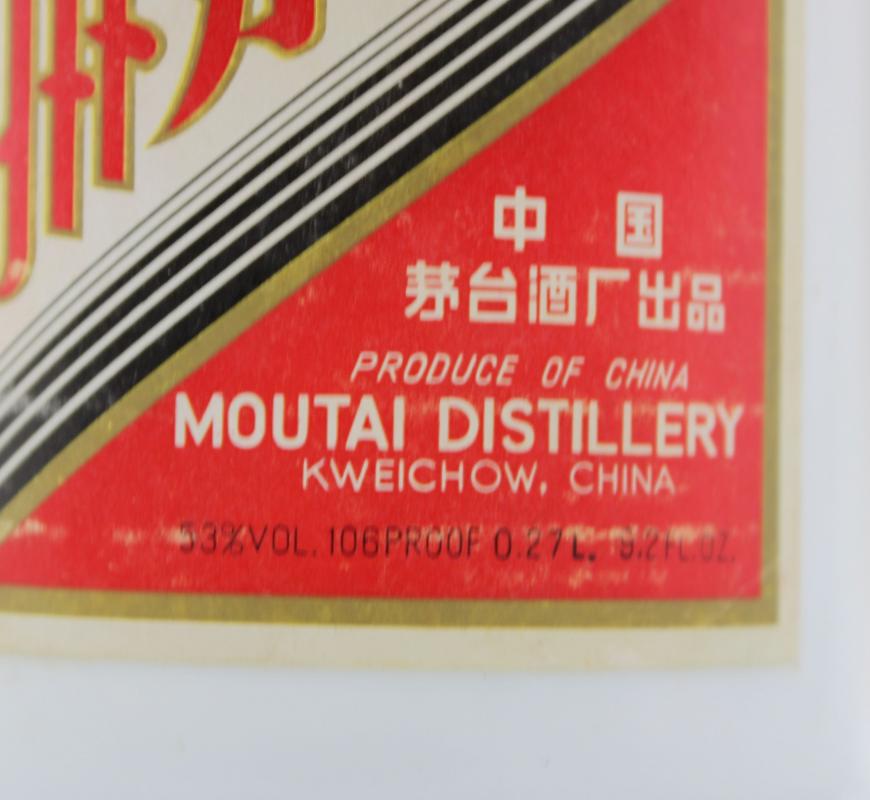 中国
茅台酒厂出品
PRODUCE OF CHINA
MOUTAI DISTILLERY
KWEICHOW, CHINA
53%VOL. 106PROOF 0.27L. 9.2FL.OZ.